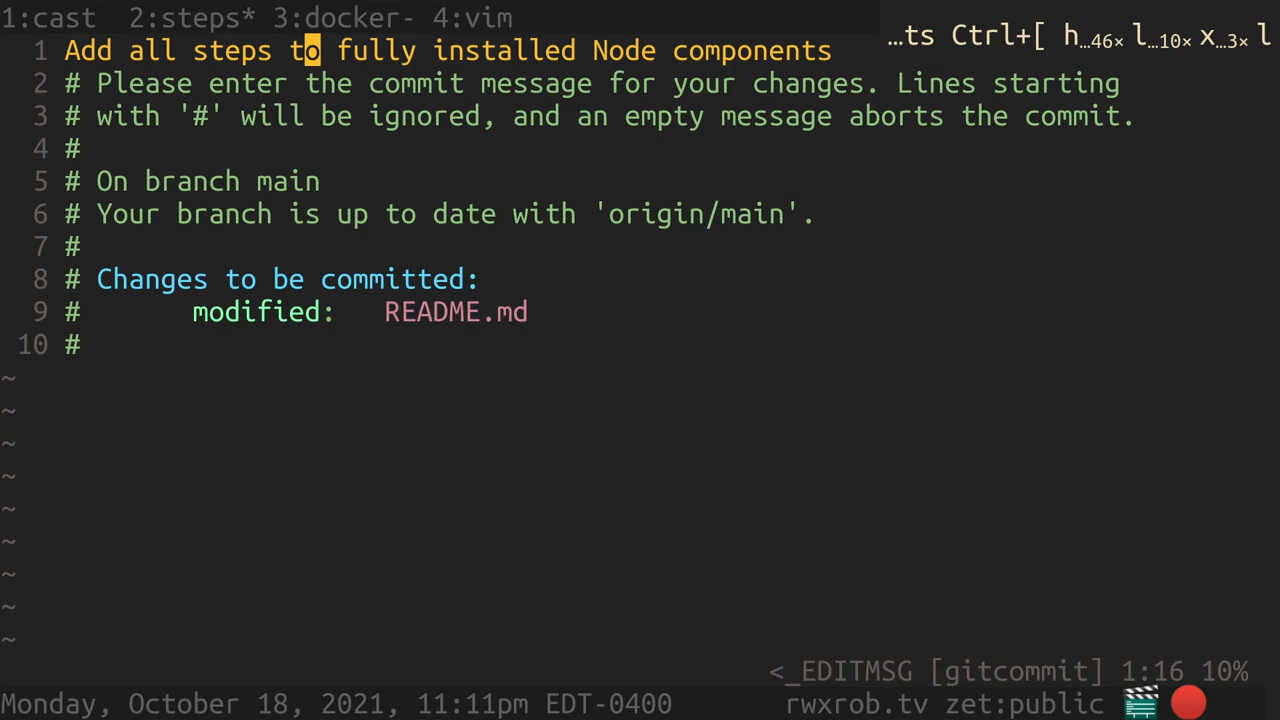 1:cast  2:steps* 3:docker- 4:vim
…ts Ctrl+[ h…46× l…10× x…3× l
1 Add all steps to fully installed Node components
2 # Please enter the commit message for your changes. Lines starting
3 # with '#' will be ignored, and an empty message aborts the commit.
4 #
5 # On branch main
6 # Your branch is up to date with 'origin/main'.
7 #
8 # Changes to be committed:
9 #       modified:   README.md
10 #
~
~
~
~
~
~
~
~
~
<_EDITMSG [gitcommit] 1:16 10%
Monday, October 18, 2021, 11:11pm EDT-0400
rwxrob.tv zet:public